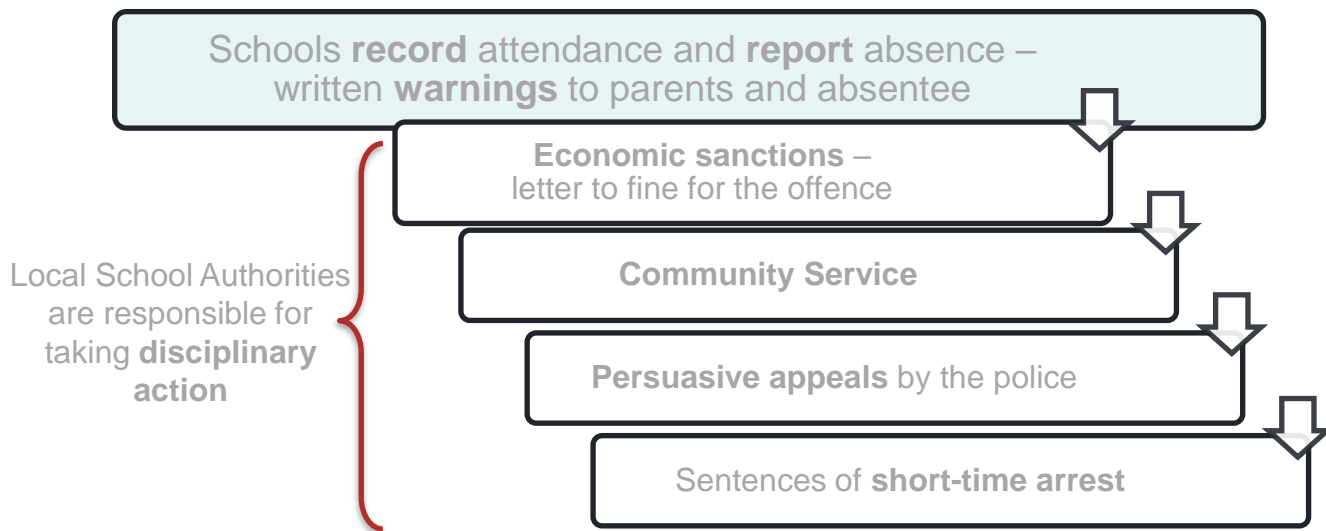 Schools record attendance and report absence –
written warnings to parents and absentee
Economic sanctions –
letter to fine for the offence
Community Service
Local School Authorities
are responsible for
taking disciplinary
action
Persuasive appeals by the police
Sentences of short-time arrest